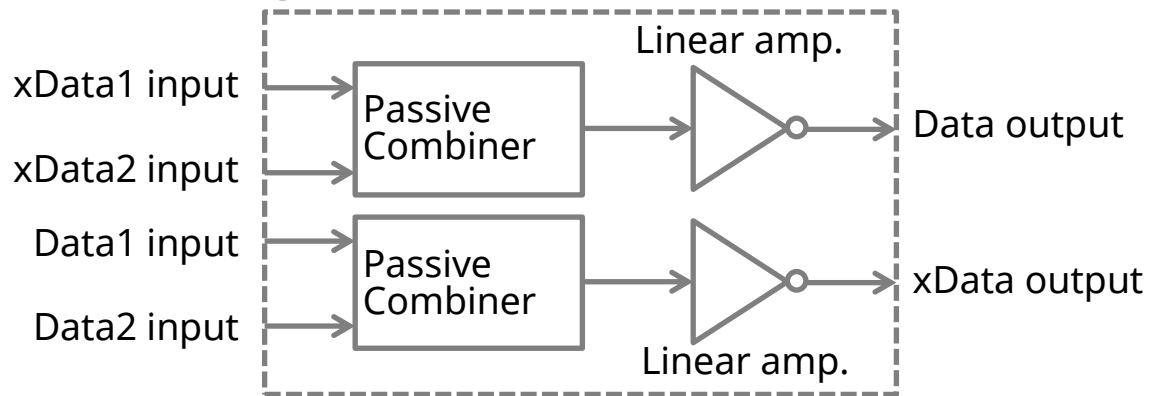 Linear amp.
xData1 input
Passive
Combiner
Data output
xData2 input
Data1 input
Passive
Combiner
xData output
Data2 input
Linear amp.